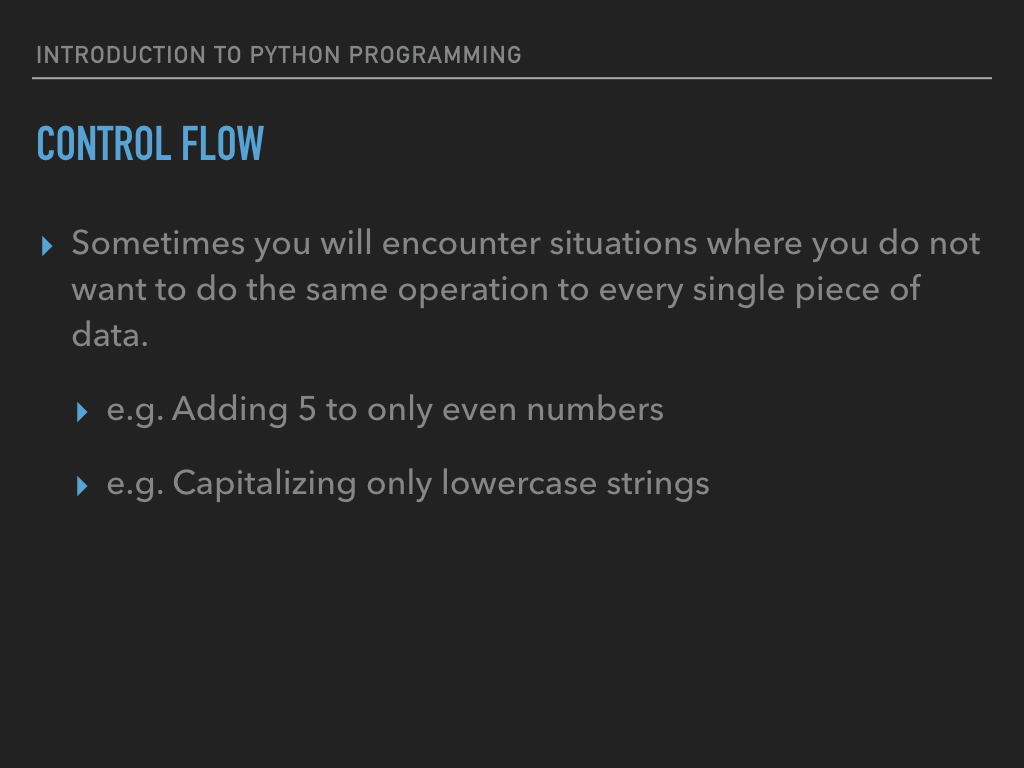 INTRODUCTION TO PYTHON PROGRAMMING
CONTROL FLOW
Sometimes you will encounter situations where you do not
want to do the same operation to every single piece of
data.
e.g. Adding 5 to only even numbers
e.g. Capitalizing only lowercase strings